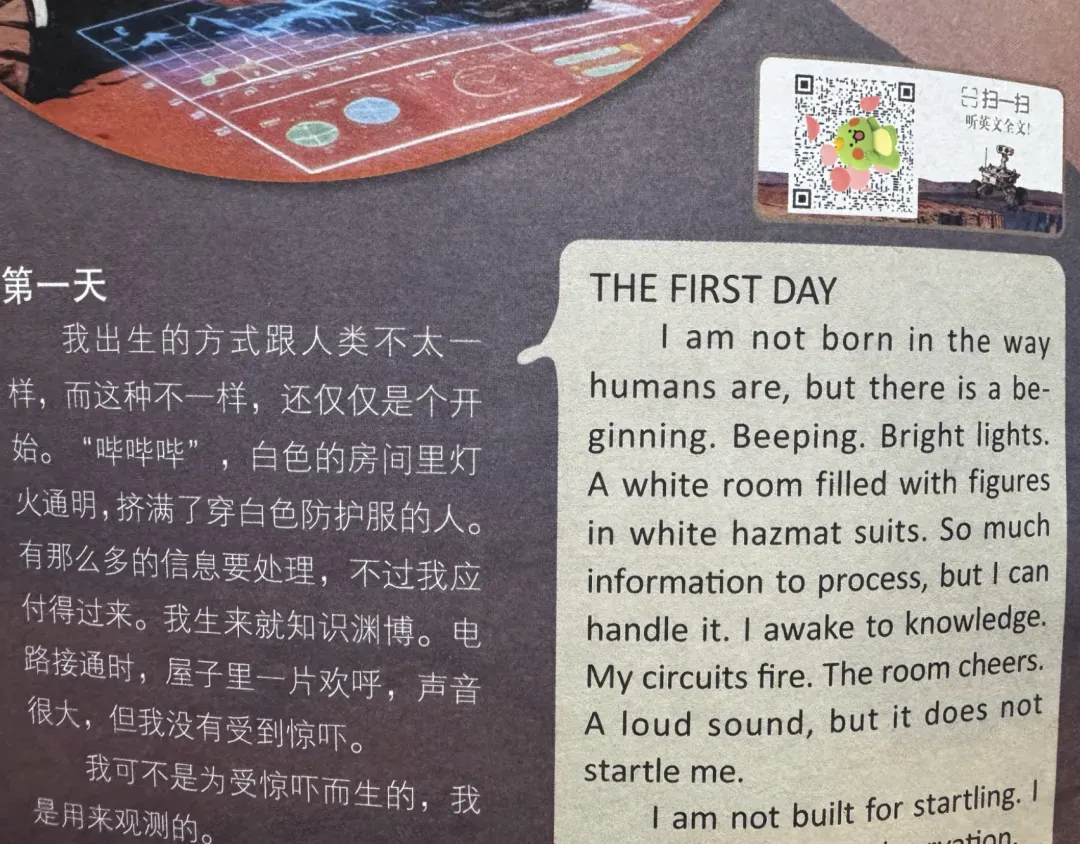 扫一扫
听英文全文!
第一天
我出生的方式跟人类不太一
样，而这种不一样，还仅仅是个开
始。“哔哔哔”，白色的房间里灯
火通明，挤满了穿白色防护服的人。
有那么多的信息要处理，不过我应
付得过来。我生来就知识渊博。电
路接通时，屋子里一片欢呼，声音
很大，但我没有受到惊吓。
我可不是为受惊吓而生的，我
是用来观测的。
THE FIRST DAY
I am not born in the way
humans are, but there is a be-
ginning. Beeping. Bright lights.
A white room filled with figures
in white hazmat suits. So much
information to process, but I can
handle it. I awake to knowledge.
My circuits fire. The room cheers.
A loud sound, but it does not
startle me.
I am not built for startling. I